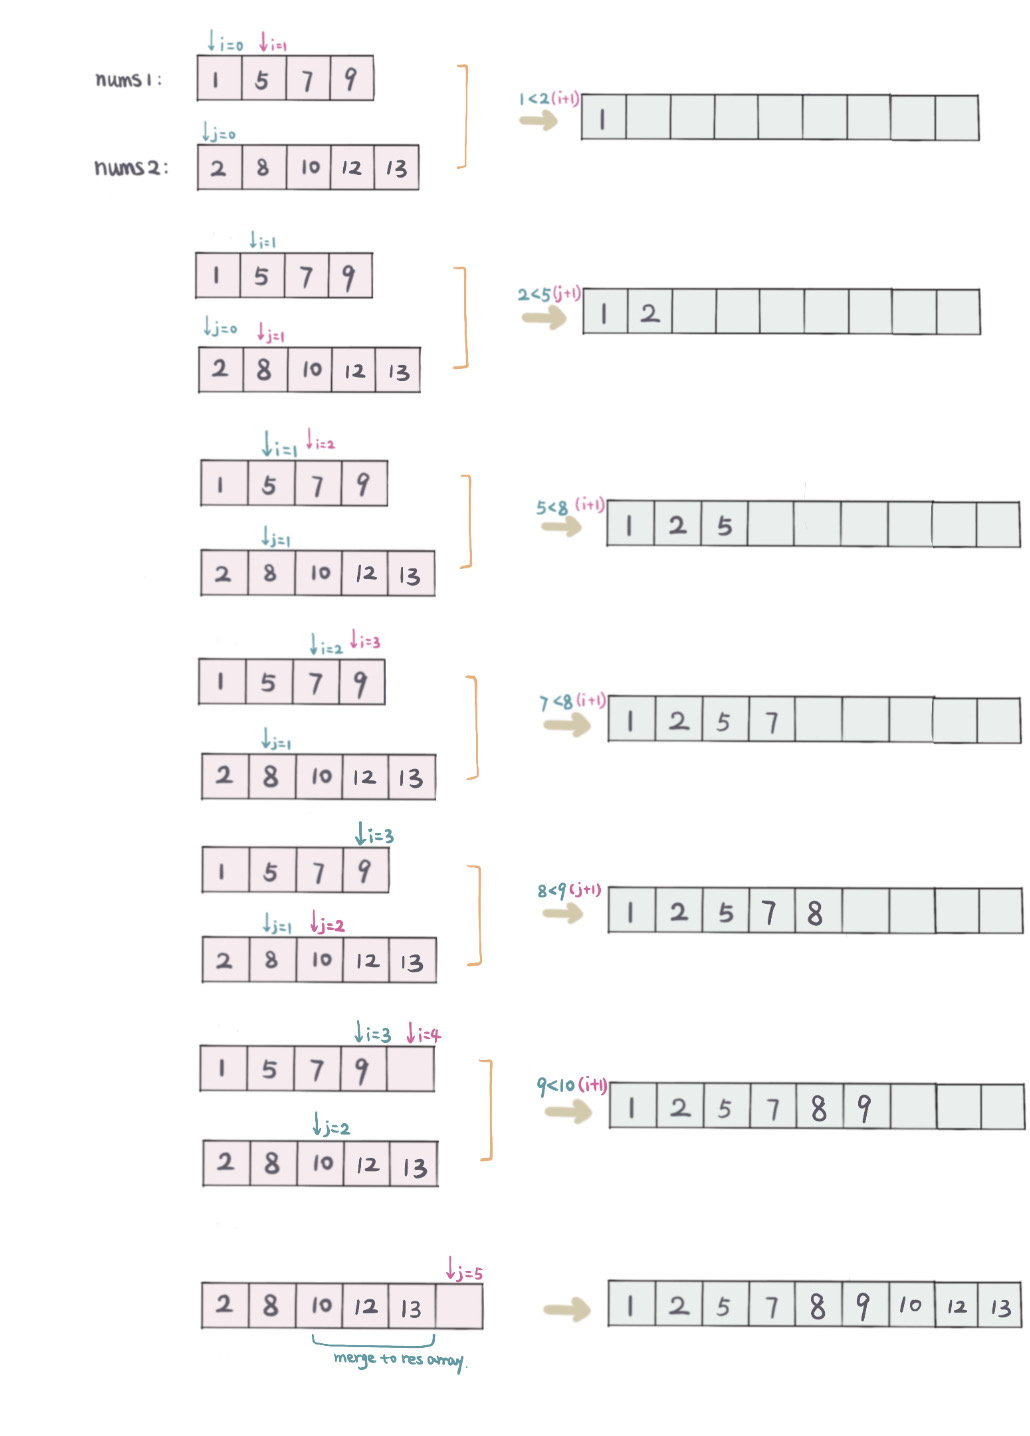 i=0 i=1
nums1: 1 5 7 9
1<2(i+1)
1
j=0
nums2: 2 8 10 12 13
i=1
1 5 7 9
2<5(j+1)
1 2
j=0 j=1
2 8 10 12 13
i=1 i=2
1 5 7 9
5<8 (i+1)
1 2 5
j=1
2 8 10 12 13
i=2 i=3
1 5 7 9
7<8(i+1)
1 2 5 7
j=1
2 8 10 12 13
i=3
1 5 7 9
8<9(j+1)
1 2 5 7 8
j=1 j=2
2 8 10 12 13
i=3 i=4
1 5 7 9
9<10(i+1)
1 2 5 7 8 9
j=2
2 8 10 12 13
j=5
2 8 10 12 13
1 2 5 7 8 9 10 12 13
merge to res array.